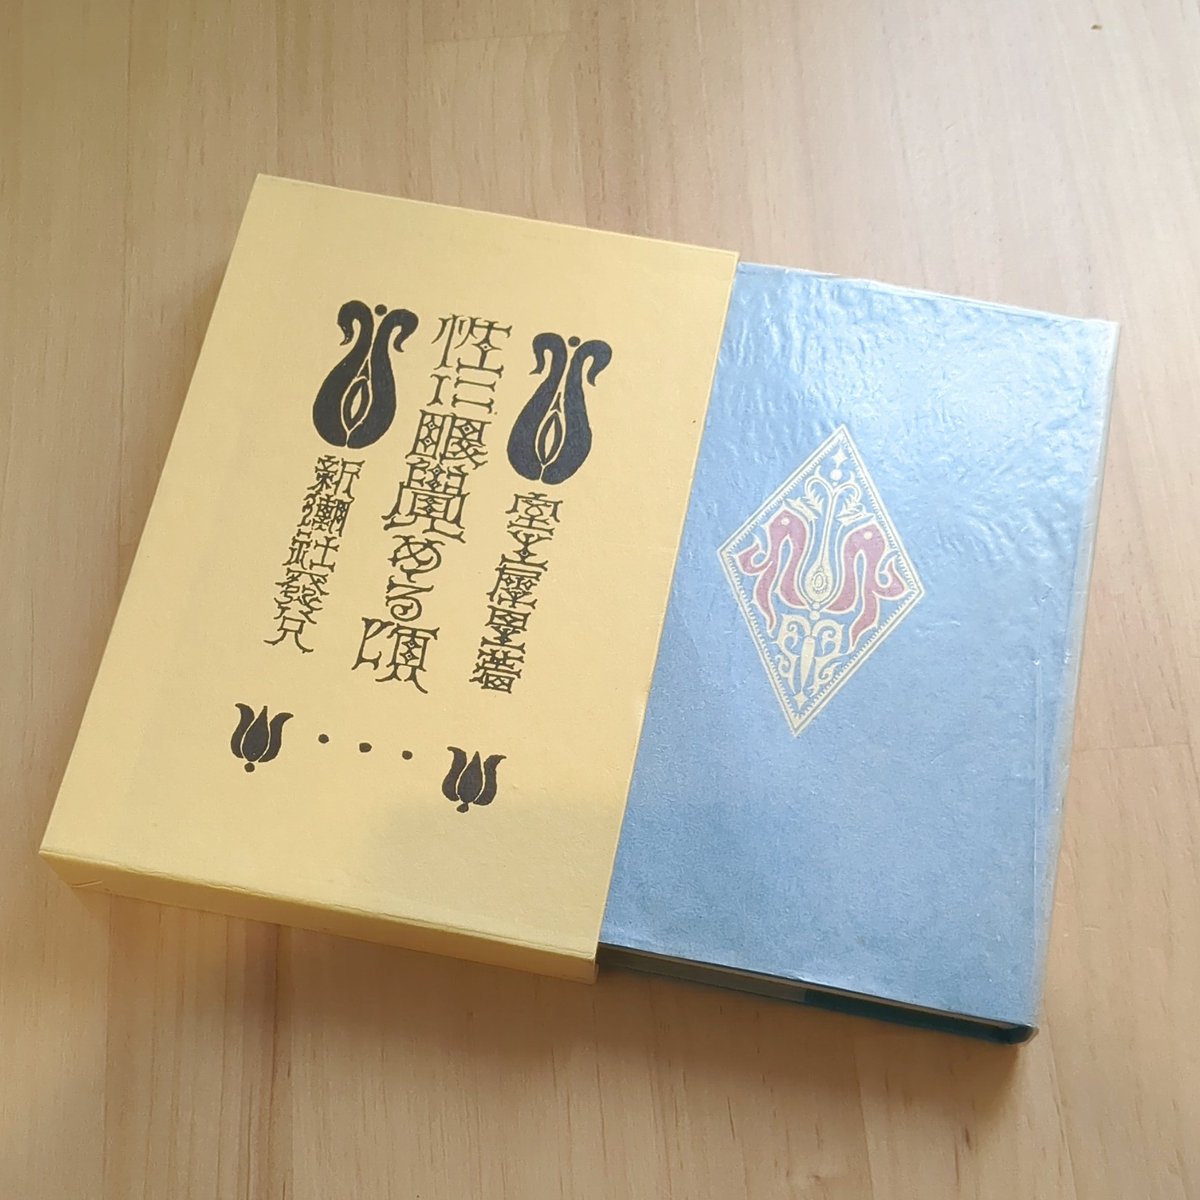 室生犀星著
性に眼覺める頃
新潮社發兌